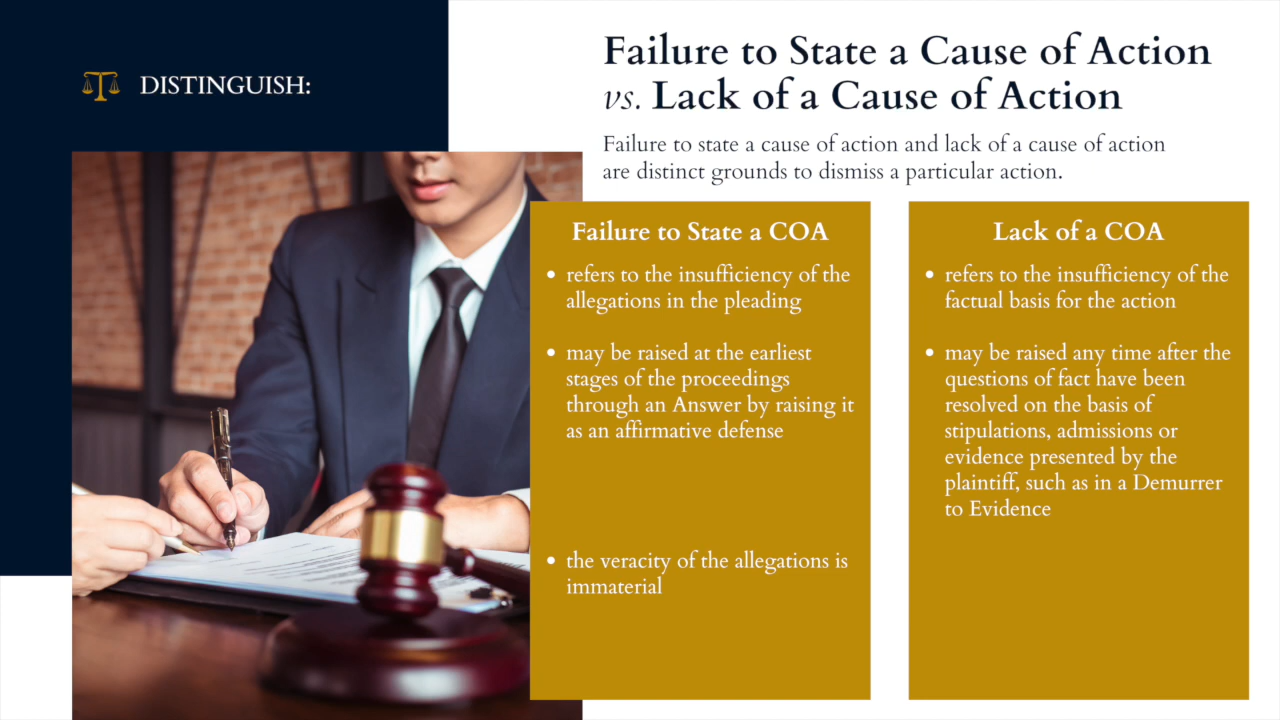 DISTINGUISH:
Failure to State a Cause of Action
vs. Lack of a Cause of Action
Failure to state a cause of action and lack of a cause of action
are distinct grounds to dismiss a particular action.
Failure to State a COA
• refers to the insufficiency of the
allegations in the pleading
• may be raised at the earliest
stages of the proceedings
through an Answer by raising it
as an affirmative defense
• the veracity of the allegations is
immaterial
Lack of a COA
• refers to the insufficiency of the
factual basis for the action
• may be raised any time after the
questions of fact have been
resolved on the basis of
stipulations, admissions or
evidence presented by the
plaintiff, such as in a Demurrer
to Evidence